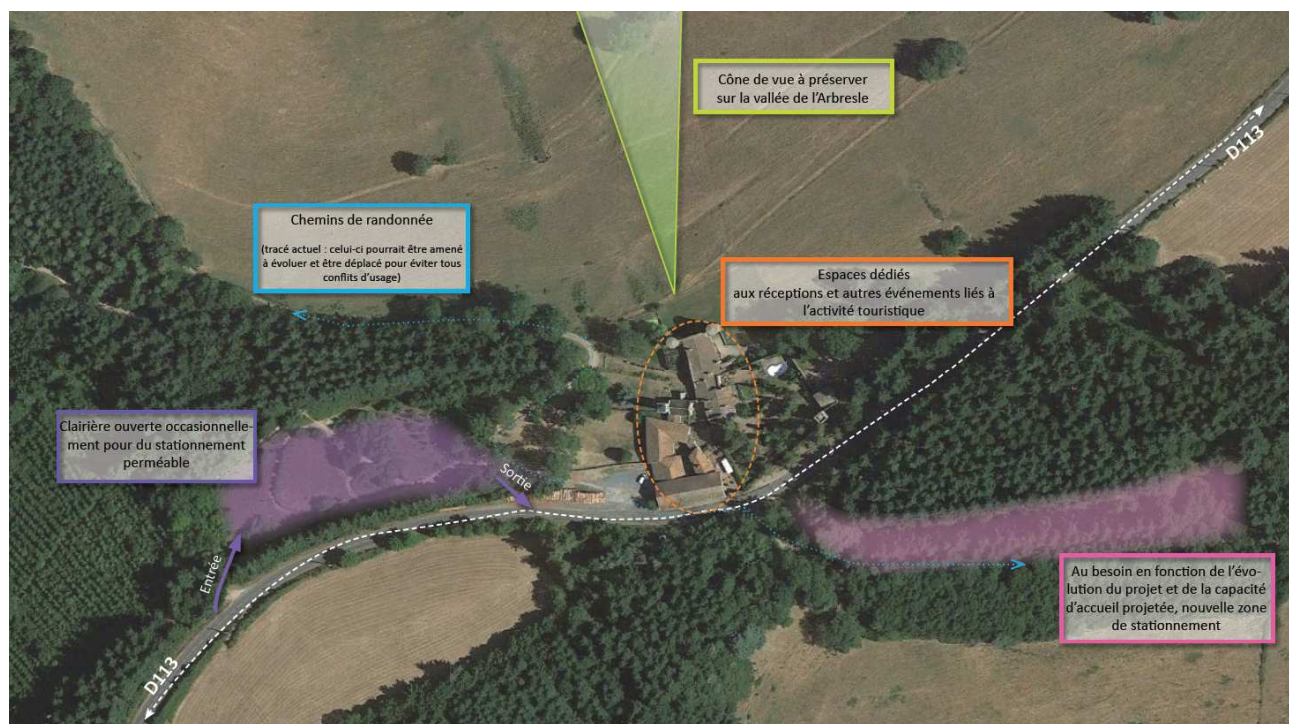 Cône de vue à préserver
sur la vallée de l'Arbresle
D113
Chemins de randonnée
(tracé actuel : celui-ci pourrait être amené
à évoluer et être déplacé pour éviter tous
conflits d'usage)
Espaces dédiés
aux réceptions et autres événements liés à
l'activité touristique
Clairière ouverte occasionnelle-
ment pour du stationnement
perméable
Sortie
Entrée
Au besoin en fonction de l'évo-
lution du projet et de la capacité
d'accueil projetée, nouvelle zone
de stationnement
D113